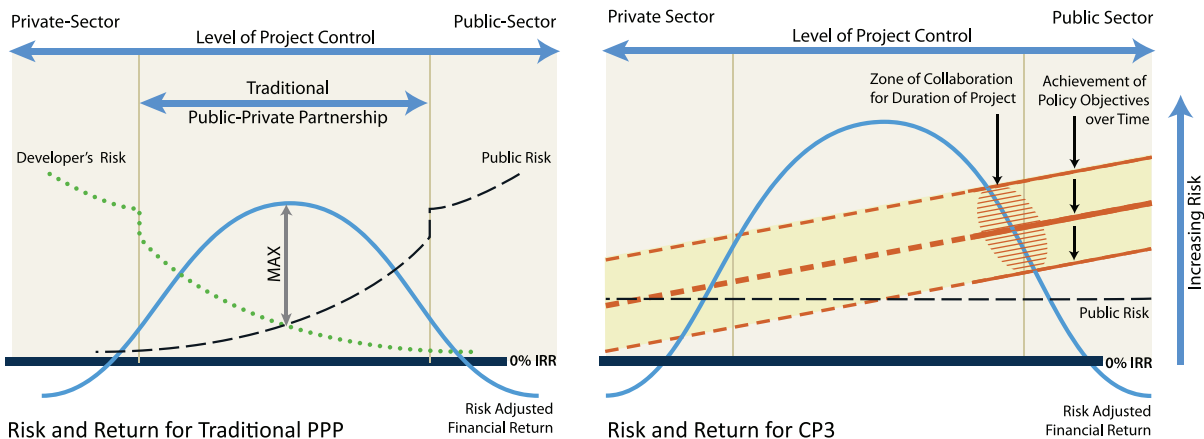 Private-Sector
Public-Sector
Level of Project Control
Traditional
Public-Private Partnership
Developer's Risk
Public Risk
MAX
0% IRR
Risk Adjusted
Financial Return
Risk and Return for Traditional PPP
Private Sector
Public Sector
Level of Project Control
Zone of Collaboration
for Duration of Project
Achievement of
Policy Objectives
over Time
Increasing Risk
Public Risk
0% IRR
Risk Adjusted
Financial Return
Risk and Return for CP3